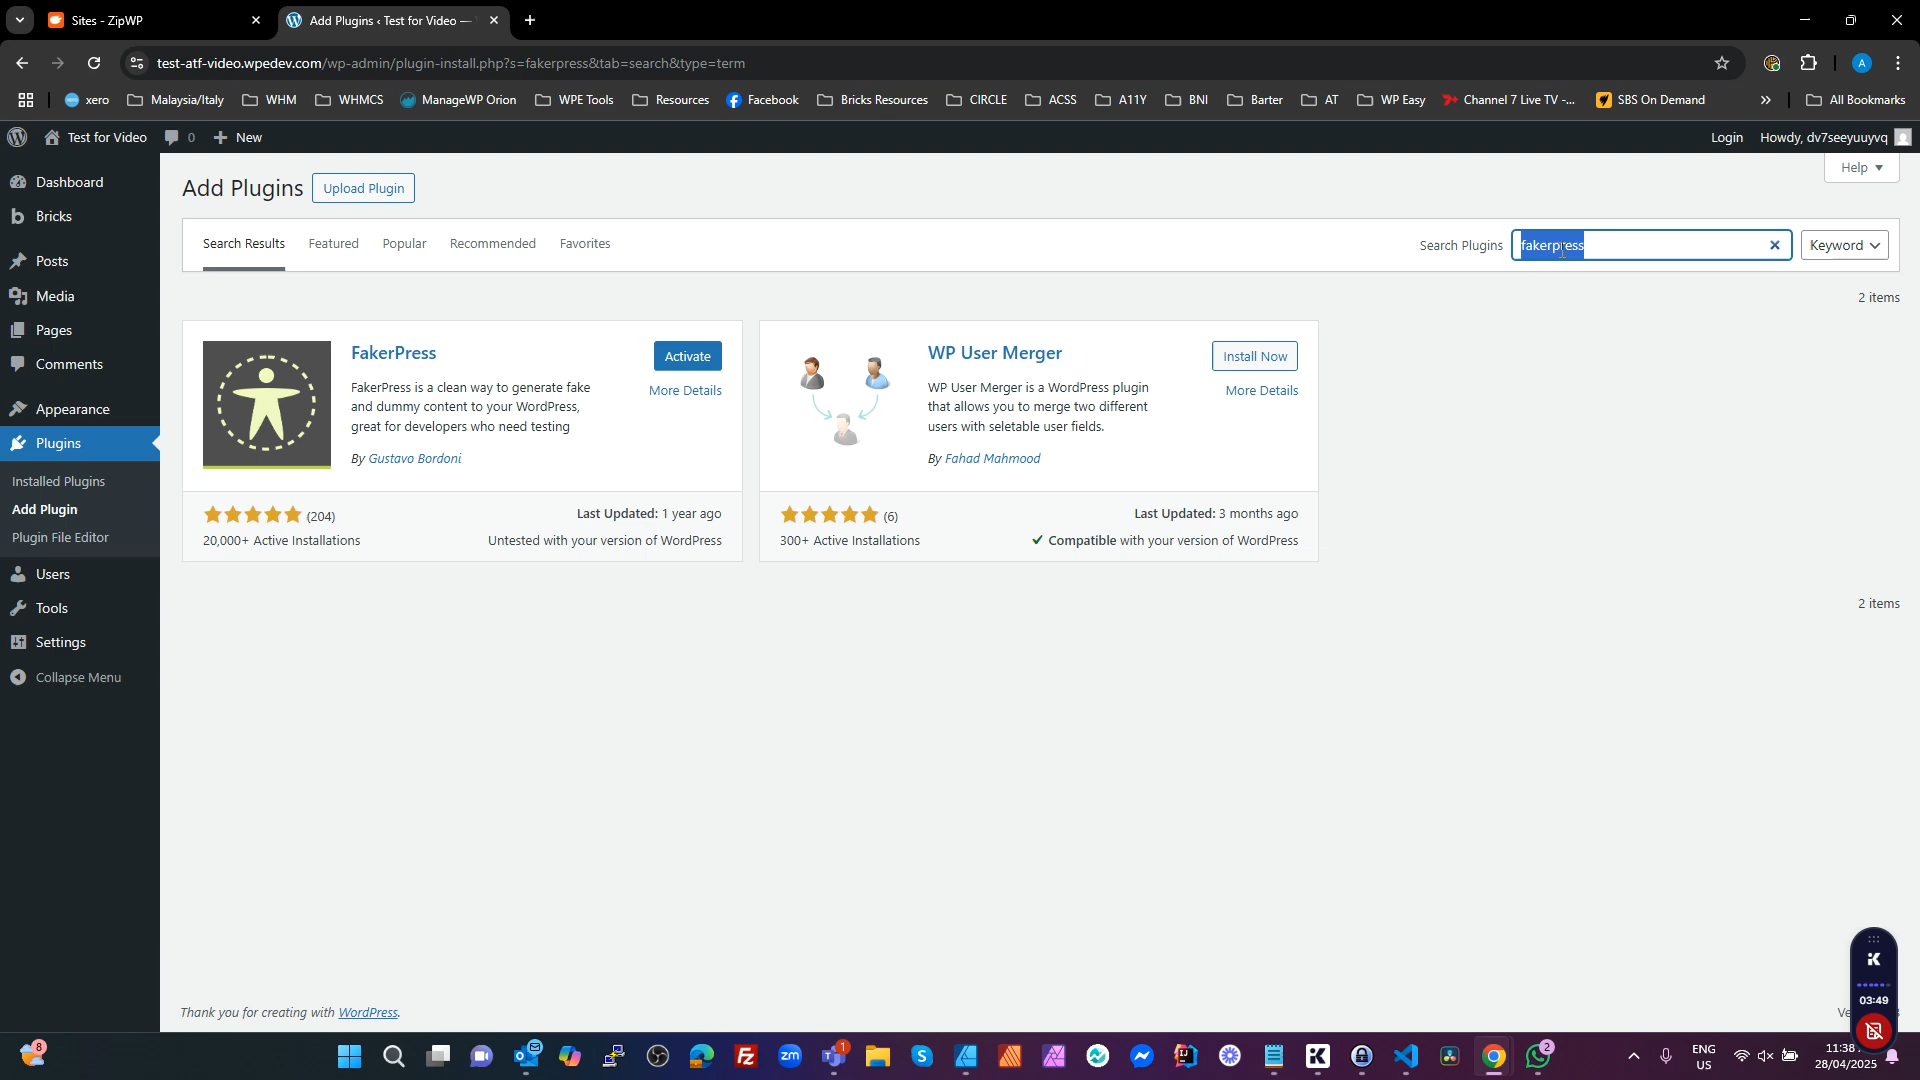 Sites - ZipWP
Add Plugins ‹ Test for Video —
test-atf-video.wpedev.com/wp-admin/plugin-install.php?s=fakerpress&tab=search&type=term
A
xero
Malaysia/Italy
WHM
WHMCS
ManageWP Orion
WPE Tools
Resources
Facebook
Bricks Resources
CIRCLE
ACSS
A11Y
BNI
Barter
AT
WP Easy
Channel 7 Live TV -...
SBS On Demand
»
All Bookmarks
Test for Video
0
New
Login
Howdy, dv7seeyuuyvq
Dashboard
Bricks
Posts
Media
Pages
Comments
Appearance
Plugins
Installed Plugins
Add Plugin
Plugin File Editor
Users
Tools
Settings
Collapse Menu
Help
Add Plugins
Upload Plugin
Search Results
Featured
Popular
Recommended
Favorites
Search Plugins
fakerpress
Keyword
2 items
FakerPress
Activate
More Details
FakerPress is a clean way to generate fake
and dummy content to your WordPress,
great for developers who need testing
By Gustavo Bordoni
(204)
Last Updated: 1 year ago
20,000+ Active Installations
Untested with your version of WordPress
WP User Merger
Install Now
More Details
WP User Merger is a WordPress plugin
that allows you to merge two different
users with seletable user fields.
By Fahad Mahmood
(6)
Last Updated: 3 months ago
300+ Active Installations
✓ Compatible with your version of WordPress
2 items
Thank you for creating with WordPress.
03:49
8
zm
1
2
ENG
US
11:38
28/04/2025